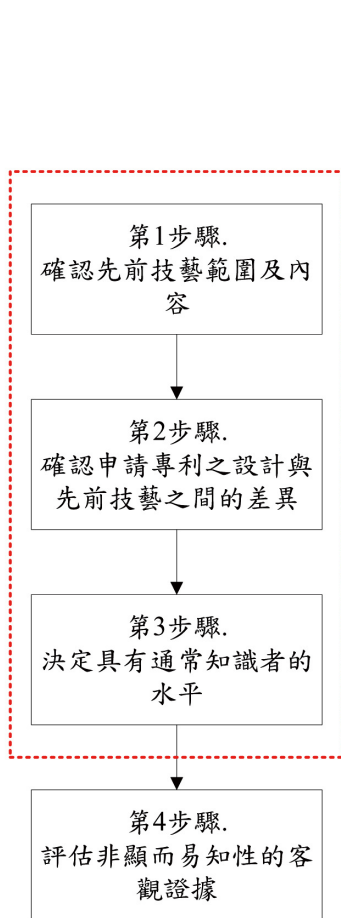 第1步驟.
確認先前技藝範圍及內
容
第2步驟.
確認申請專利之設計與
先前技藝之間的差異
第3步驟.
決定具有通常知識者的
水平
第4步驟.
評估非顯而易知性的客
觀證據